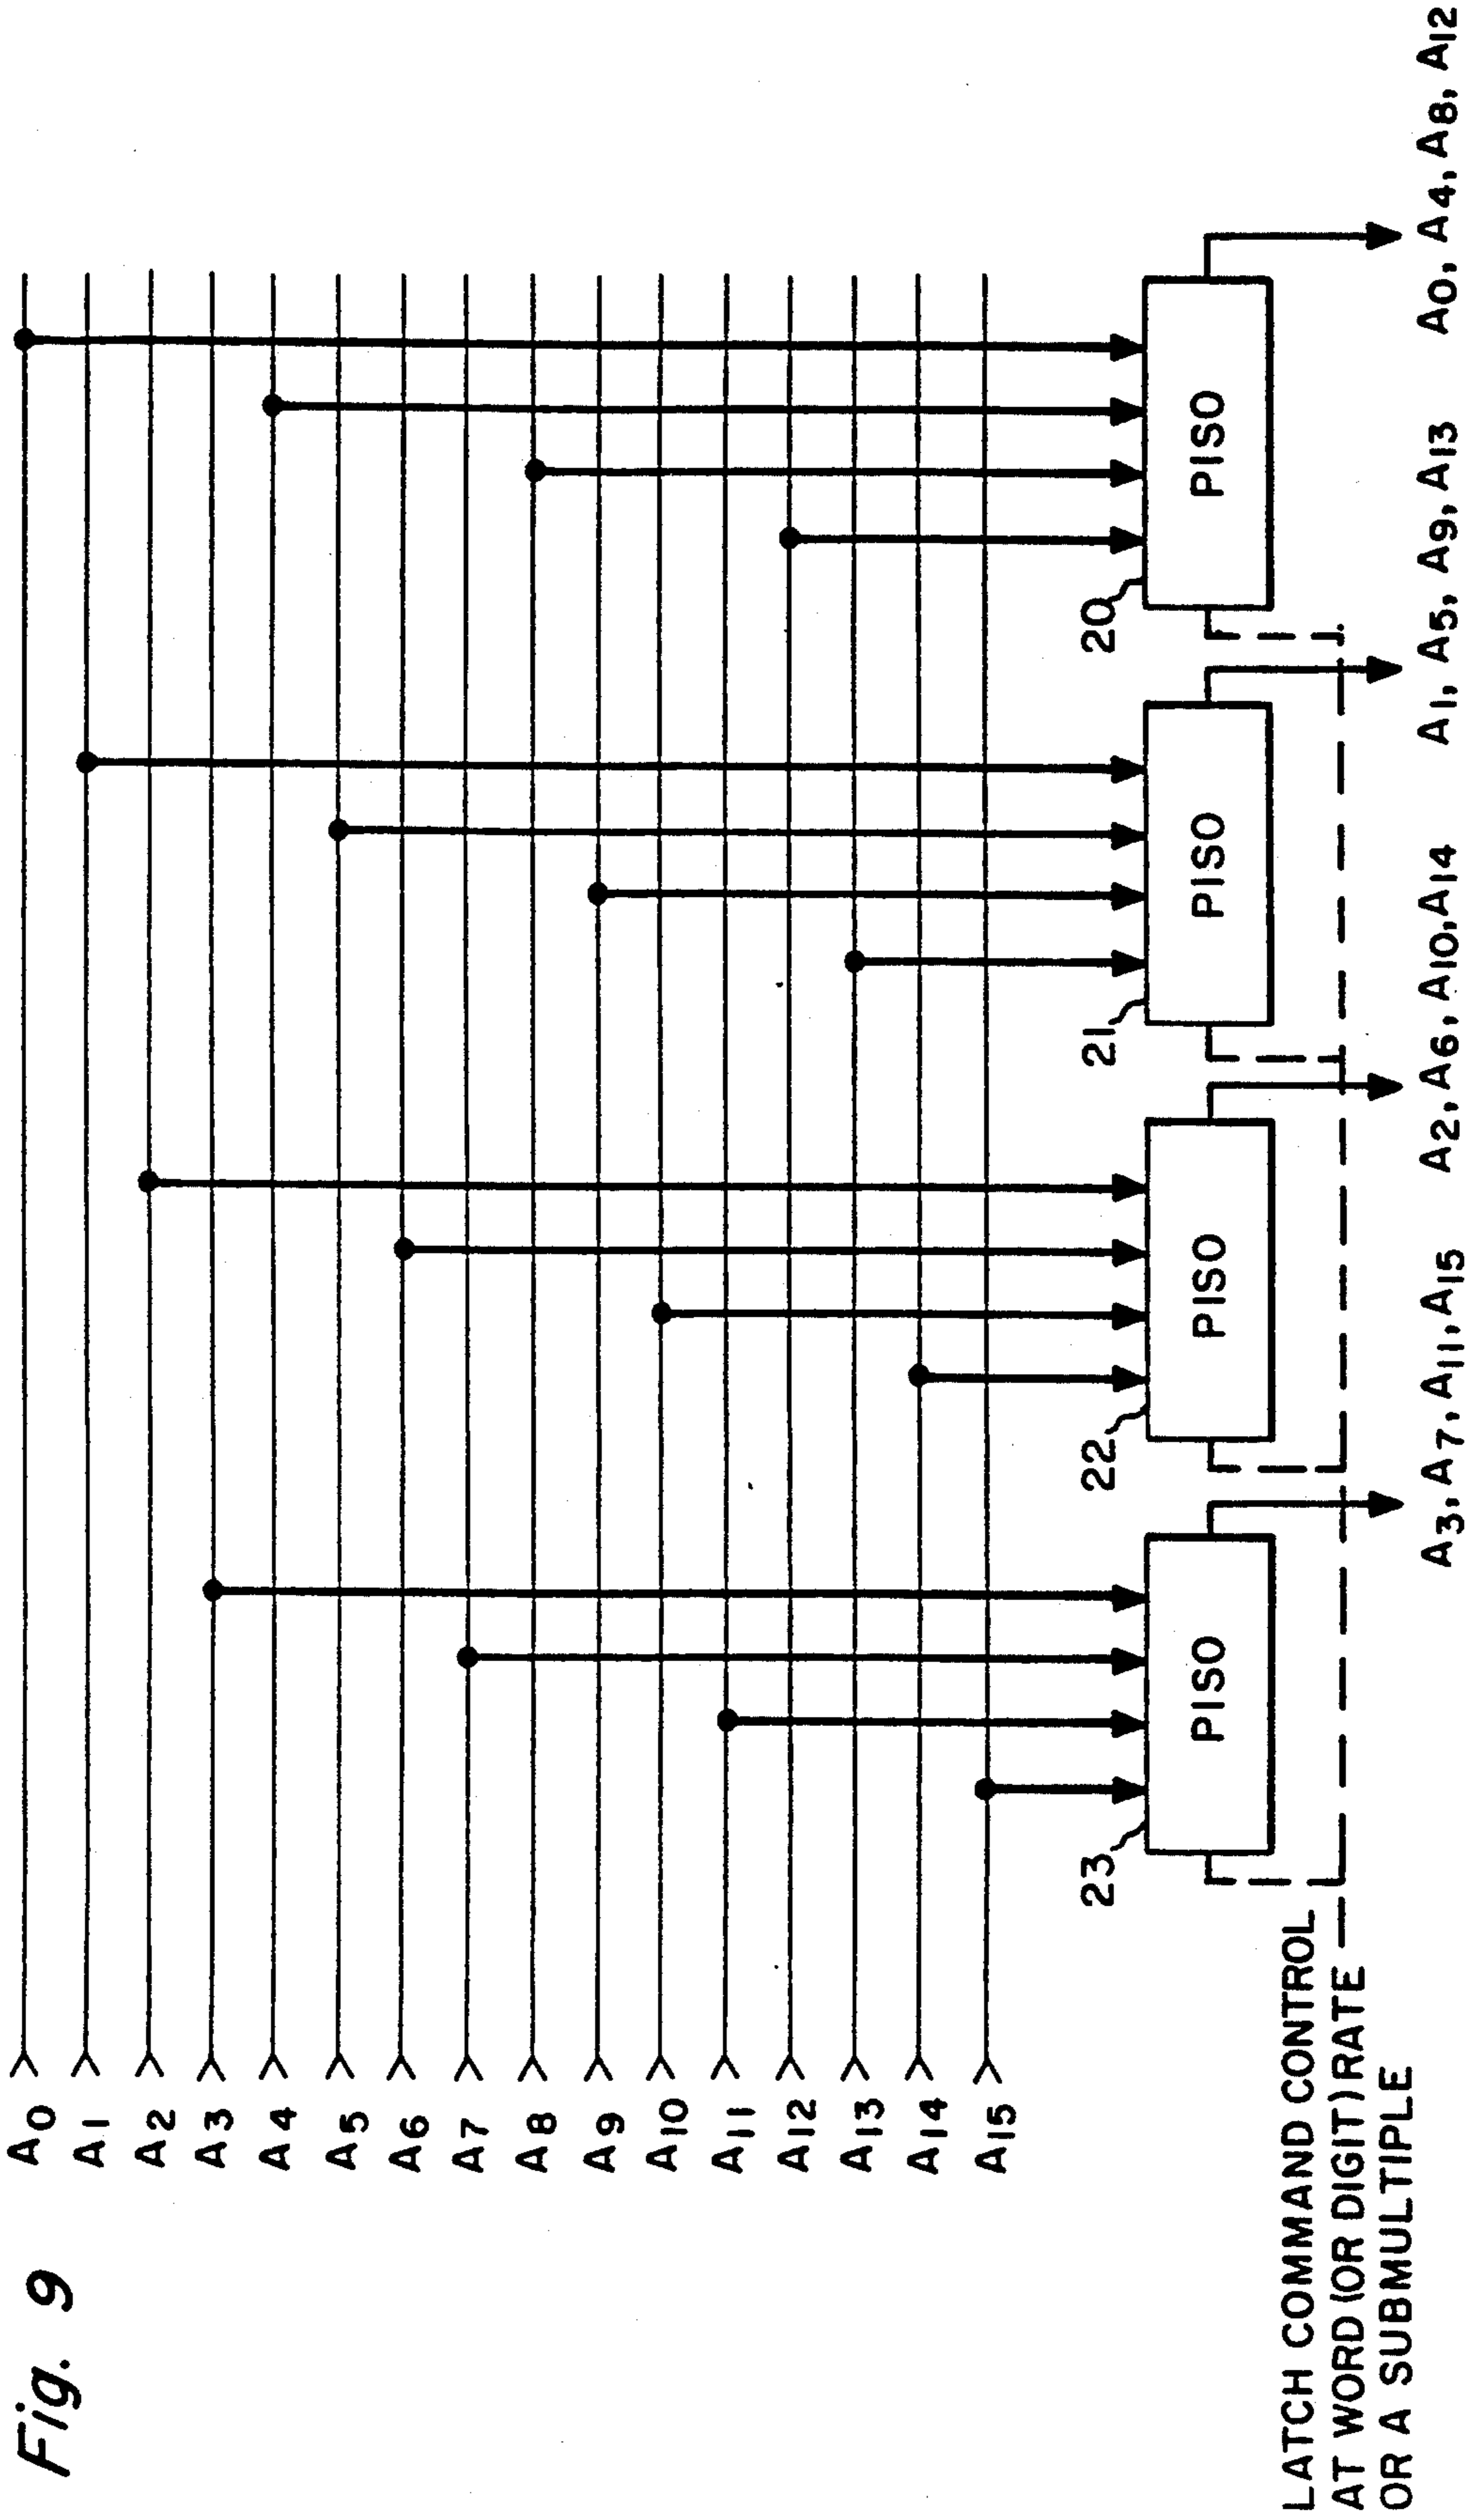 Fig. 9
A0
A1
A2
A3
A4
A5
A6
A7
A8
A9
A10
A11
A12
A13
A14
A15
23
22
21
20
PISO
PISO
PISO
PISO
LATCH COMMAND CONTROL
AT WORD (OR DIGIT) RATE
OR A SUBMULTIPLE
A3, A7, A11, A15
A2, A6, A10, A14
A1, A5, A9, A13
A0, A4, A8, A12